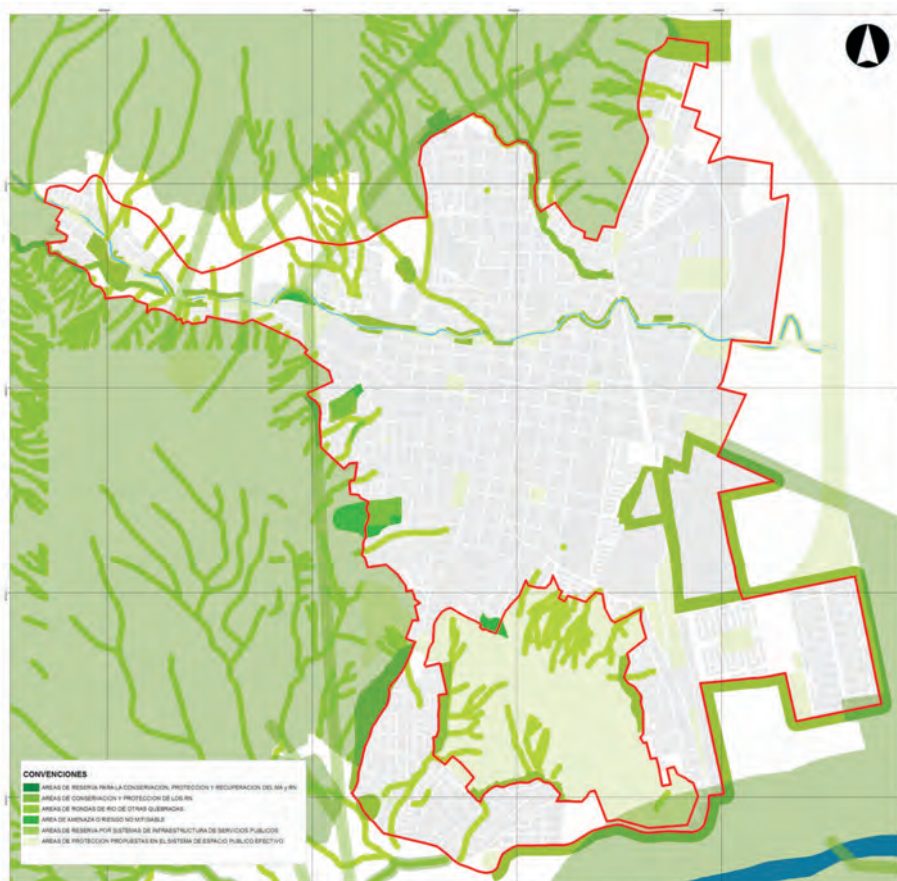 CONVENCIONES
AREAS DE RESERVA PARA LA CONSERVACION, PROTECCION Y RECUPERACION DEL MA y RN
AREAS DE CONSERVACION Y PROTECCION DE LOS RN
AREAS DE RONDAS DE RIO DE OTRAS QUEBRADAS
AREA DE AMENAZA O RIESGO NO MITIGABLE
AREAS DE RESERVA POR SISTEMAS DE INFRAESTRUCTURA DE SERVICIOS PUBLICOS
AREAS DE PROTECCION PROPUESTAS EN EL SISTEMA DE ESPACIO PUBLICO EFECTIVO